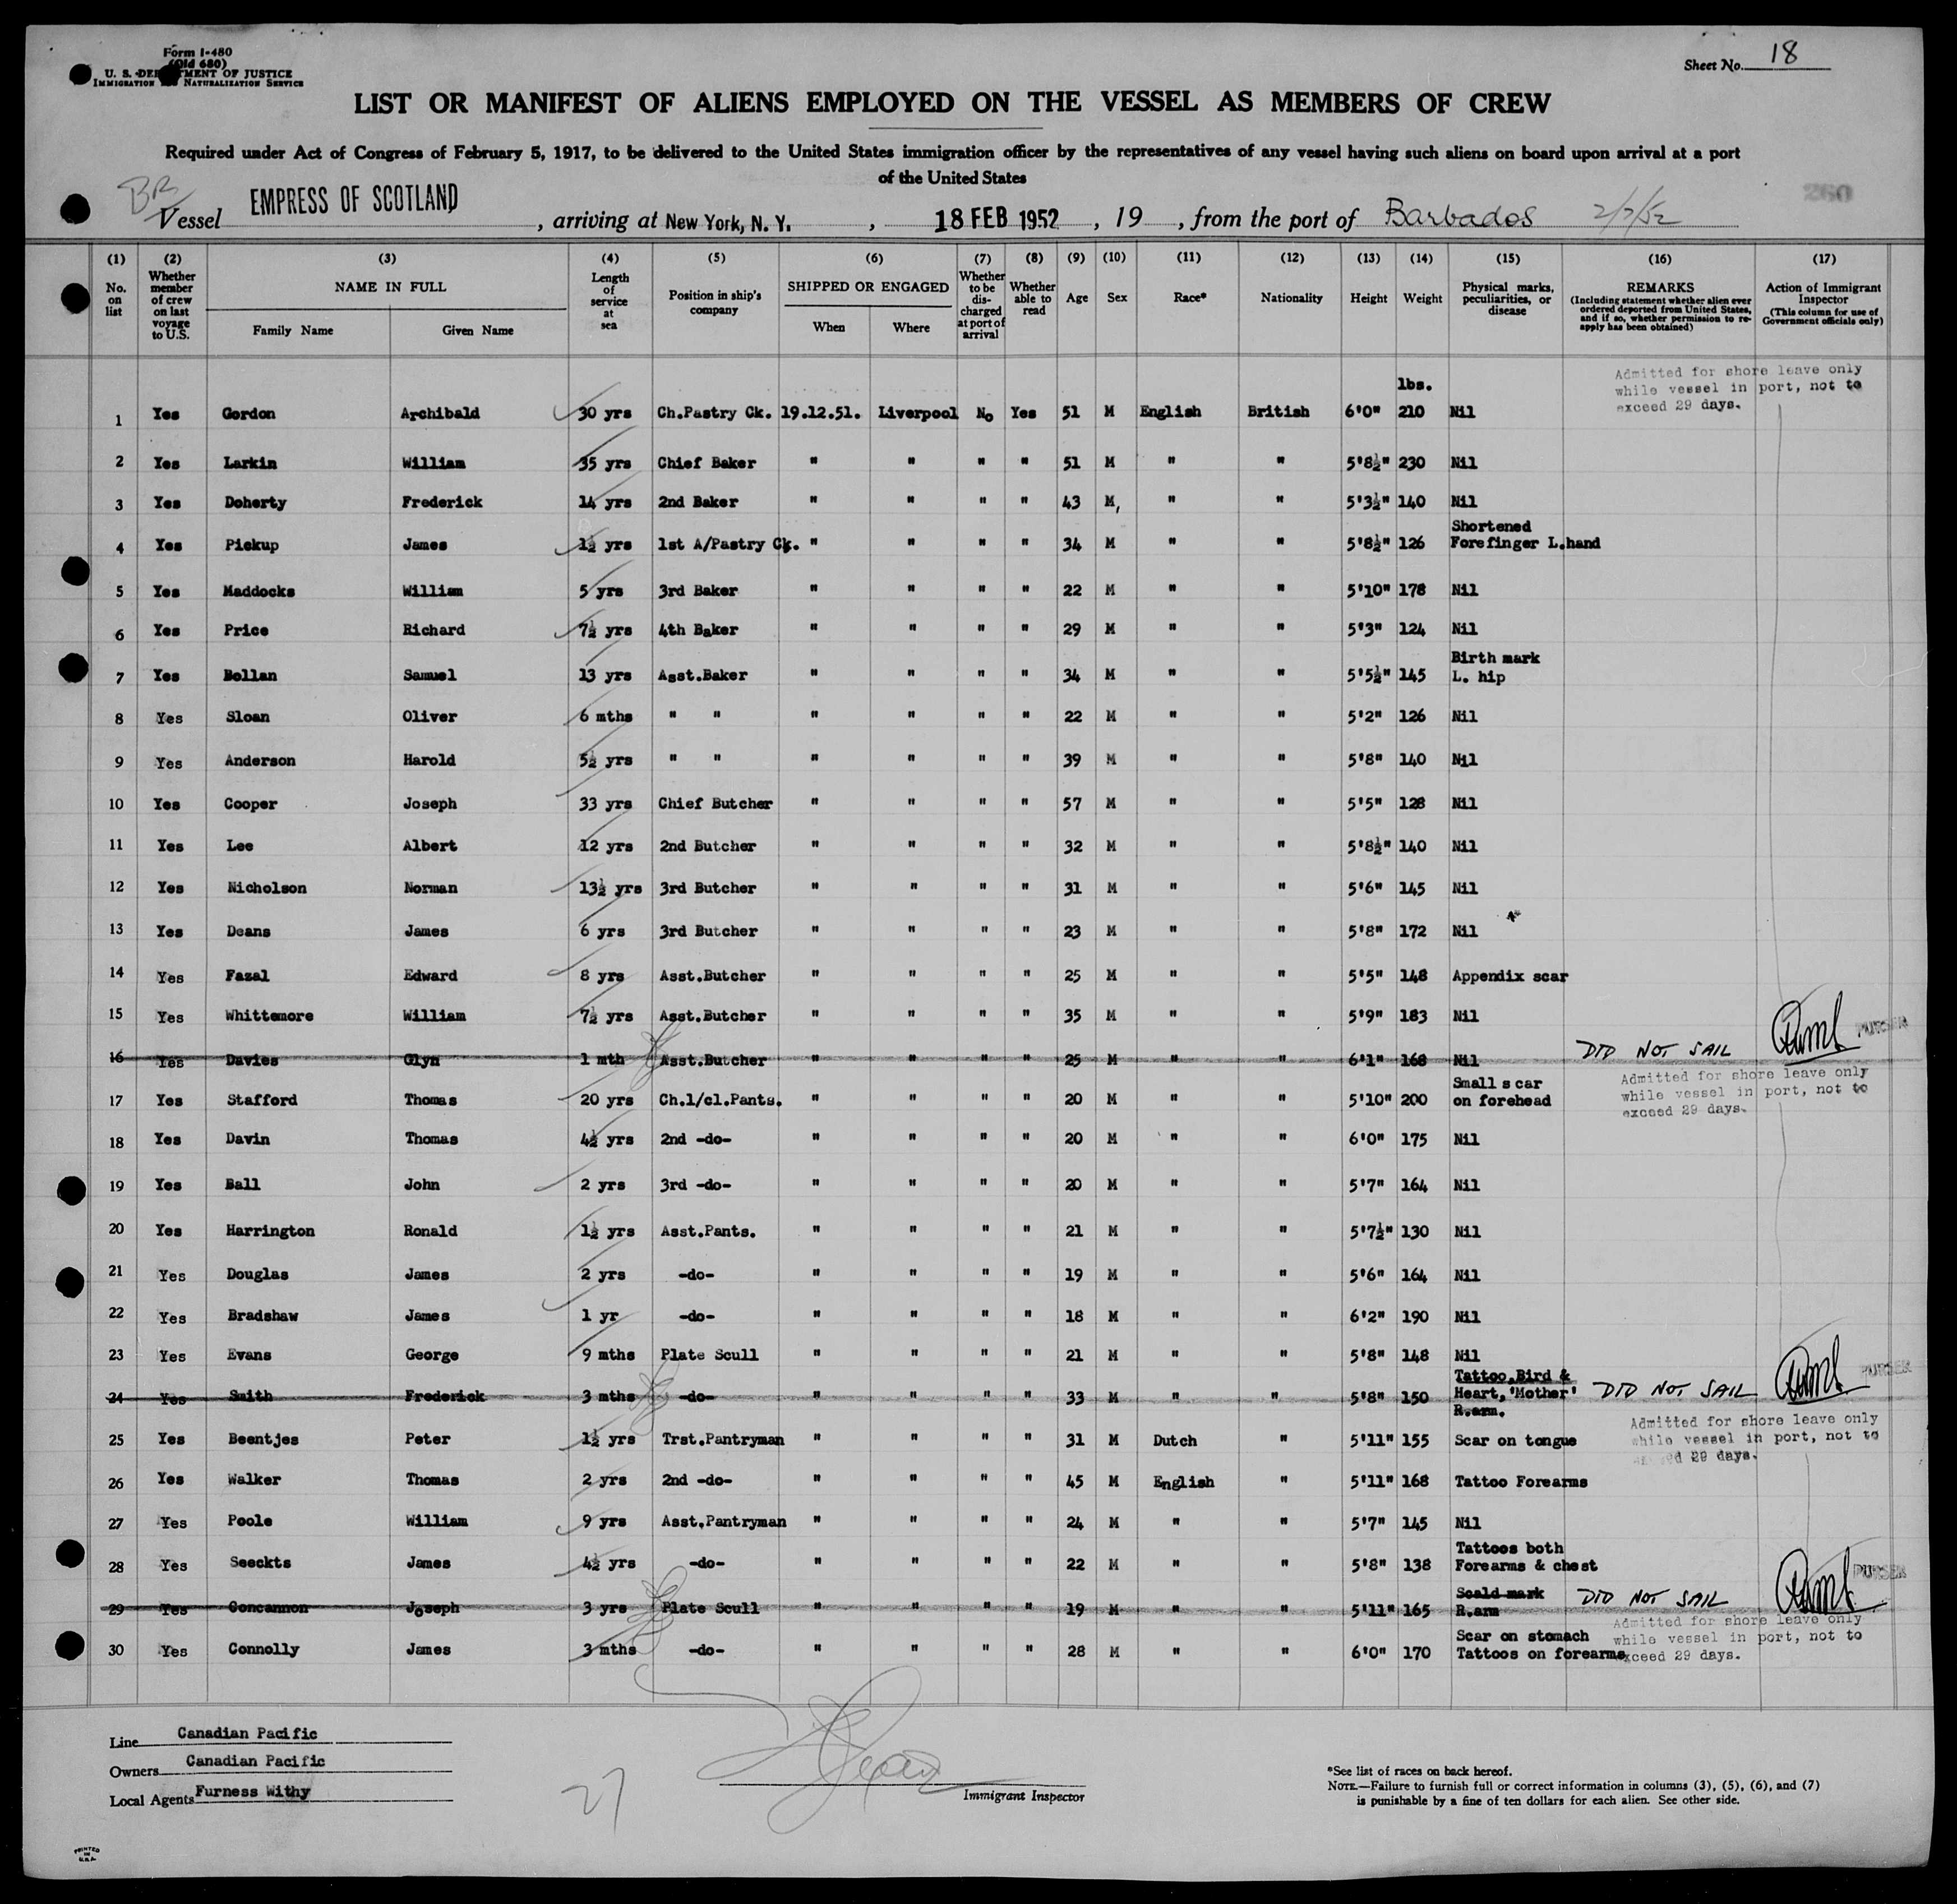 Form I-480
(Old 680)
U. S. DEPARTMENT OF JUSTICE
IMMIGRATION AND NATURALIZATION SERVICE
Sheet No. 18
LIST OR MANIFEST OF ALIENS EMPLOYED ON THE VESSEL AS MEMBERS OF CREW
Required under Act of Congress of February 5, 1917, to be delivered to the United States immigration officer by the representatives of any vessel having such aliens on board upon arrival at a port
of the United States
260
BB
Vessel EMPRESS OF SCOTLAND, arriving at New York, N. Y., 18 FEB 1952, 19, from the port of Barbados 2/7/52
(1) (2) (3) (4) (5) (6) (7) (8) (9) (10) (11) (12) (13) (14) (15) (16) (17)
No. on list
Whether member of crew on last voyage to U.S.
NAME IN FULL
Family Name Given Name
Length of service at sea
Position in ship's company
SHIPPED OR ENGAGED
When Where
Whether to be discharged at port of arrival
Whether able to read
Age
Sex
Race*
Nationality
Height
Weight
Physical marks, peculiarities, or disease
REMARKS
(Including statement whether alien ever ordered deported from United States, and if so, whether permission to reapply has been obtained)
Action of Immigrant Inspector
(This column for use of Government officials only)
Admitted for shore leave only
while vessel in port, not to
exceed 29 days.
lbs.
1 Yes Gordon Archibald 30 yrs Ch.Pastry Ck. 19.12.51. Liverpool No Yes 51 M English British 6'0" 210 Nil
2 Yes Larkin William 35 yrs Chief Baker " " " " 51 M " " 5'8½" 230 Nil
3 Yes Doherty Frederick 14 yrs 2nd Baker " " " " 43 M, " " 5'3½" 140 Nil
4 Yes Pickup James 1½ yrs 1st A/Pastry Ck. " " " " 34 M " " 5'8½" 126 Shortened Forefinger L.hand
5 Yes Maddocks William 5 yrs 3rd Baker " " " " 22 M " " 5'10" 178 Nil
6 Yes Price Richard 7½ yrs 4th Baker " " " " 29 M " " 5'3" 124 Nil
7 Yes Bollan Samuel 13 yrs Asst.Baker " " " " 34 M " " 5'5½" 145 Birth mark L. hip
8 Yes Sloan Oliver 6 mths " " " " " " 22 M " " 5'2" 126 Nil
9 Yes Anderson Harold 5½ yrs " " " " " " 39 M " " 5'8" 140 Nil
10 Yes Cooper Joseph 33 yrs Chief Butcher " " " " 57 M " " 5'5" 128 Nil
11 Yes Lee Albert 12 yrs 2nd Butcher " " " " 32 M " " 5'8½" 140 Nil
12 Yes Nicholson Norman 13½ yrs 3rd Butcher " " " " 31 M " " 5'6" 145 Nil
13 Yes Deans James 6 yrs 3rd Butcher " " " " 23 M " " 5'8" 172 Nil
14 Yes Fazal Edward 8 yrs Asst.Butcher " " " " 25 M " " 5'5" 148 Appendix scar
15 Yes Whittemore William 7½ yrs Asst.Butcher " " " " 35 M " " 5'9" 183 Nil
16 Yes Davies Glyn 1 mth Asst.Butcher " " " " 25 M " " 6'1" 168 Nil DID NOT SAIL PURSER
Admitted for shore leave only
while vessel in port, not to
exceed 29 days.
17 Yes Stafford Thomas 20 yrs Ch.1/cl.Pants. " " " " 20 M " " 5'10" 200 Small scar on forehead
18 Yes Davin Thomas 4½ yrs 2nd -do- " " " " 20 M " " 6'0" 175 Nil
19 Yes Ball John 2 yrs 3rd -do- " " " " 20 M " " 5'7" 164 Nil
20 Yes Harrington Ronald 1½ yrs Asst.Pants. " " " " 21 M " " 5'7½" 130 Nil
21 Yes Douglas James 2 yrs -do- " " " " 19 M " " 5'6" 164 Nil
22 Yes Bradshaw James 1 yr -do- " " " " 18 M " " 6'2" 190 Nil
23 Yes Evans George 9 mths Plate Scull " " " " 21 M " " 5'8" 148 Nil
24 Yes Smith Frederick 3 mths -do- " " " " 33 M " " 5'8" 150 Tattoo,Bird & Heart,'Mother' R.arm. DID NOT SAIL PURSER
Admitted for shore leave only
while vessel in port, not to
exceed 29 days.
25 Yes Beentjes Peter 1½ yrs Trst.Pantryman " " " " 31 M Dutch " 5'11" 155 Scar on tongue
26 Yes Walker Thomas 2 yrs 2nd -do- " " " " 45 M English " 5'11" 168 Tattoo Forearms
27 Yes Poole William 9 yrs Asst.Pantryman " " " " 24 M " " 5'7" 145 Nil
28 Yes Seeckts James 4½ yrs -do- " " " " 22 M " " 5'8" 138 Tattoes both Forearms & chest
29 Yes Concannon Joseph 3 yrs Plate Scull " " " " 19 M " " 5'11" 165 Scald mark R.arm DID NOT SAIL PURSER
Admitted for shore leave only
while vessel in port, not to
exceed 29 days.
30 Yes Connolly James 3 mths -do- " " " " 28 M " " 6'0" 170 Scar on stomach Tattoos on forearms
Line Canadian Pacific
Owners Canadian Pacific
Local Agents Furness Withy
27
Immigrant Inspector
*See list of races on back hereof.
NOTE.—Failure to furnish full or correct information in columns (3), (5), (6), and (7)
is punishable by a fine of ten dollars for each alien. See other side.
PRINTED
IN
U.S.A.